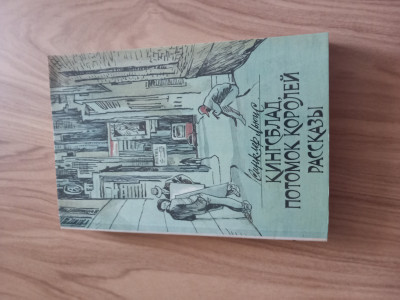 Синклер Льюис
КИНГСБЛАД,
ПОТОМОК КОРОЛЕЙ
РАССКАЗЫ